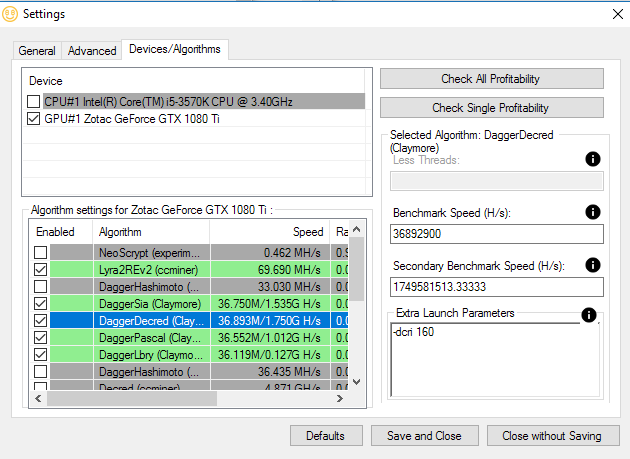 Settings
General
Advanced
Devices/Algorithms
Device
CPU#1 Intel(R) Core(TM) i5-3570K CPU @ 3.40GHz
GPU#1 Zotac GeForce GTX 1080 Ti
Check All Profitability
Check Single Profitability
Selected Algorithm: DaggerDecred
(Claymore)
Less Threads:
Benchmark Speed (H/s):
36892900
Secondary Benchmark Speed (H/s):
1749581513.33333
Extra Launch Parameters
-dcri 160
Algorithm settings for Zotac GeForce GTX 1080 Ti :
Enabled Algorithm Speed Ra
NeoScrypt (experim... 0.462 MH/s 0.9
Lyra2REv2 (ccminer) 69.690 MH/s 0.0
DaggerHashimoto (... 33.030 MH/s 0.0
DaggerSia (Claymore) 36.750M/1.535G H/s 0.0
DaggerDecred (Clay... 36.893M/1.750G H/s 0.0
DaggerPascal (Claym... 36.552M/1.012G H/s 0.0
DaggerLbry (Claymo... 36.119M/0.127G H/s 0.0
DaggerHashimoto (... 36.435 MH/s 0.0
Decred (ccminer) 4.871 GH/s 0.0
Defaults
Save and Close
Close without Saving